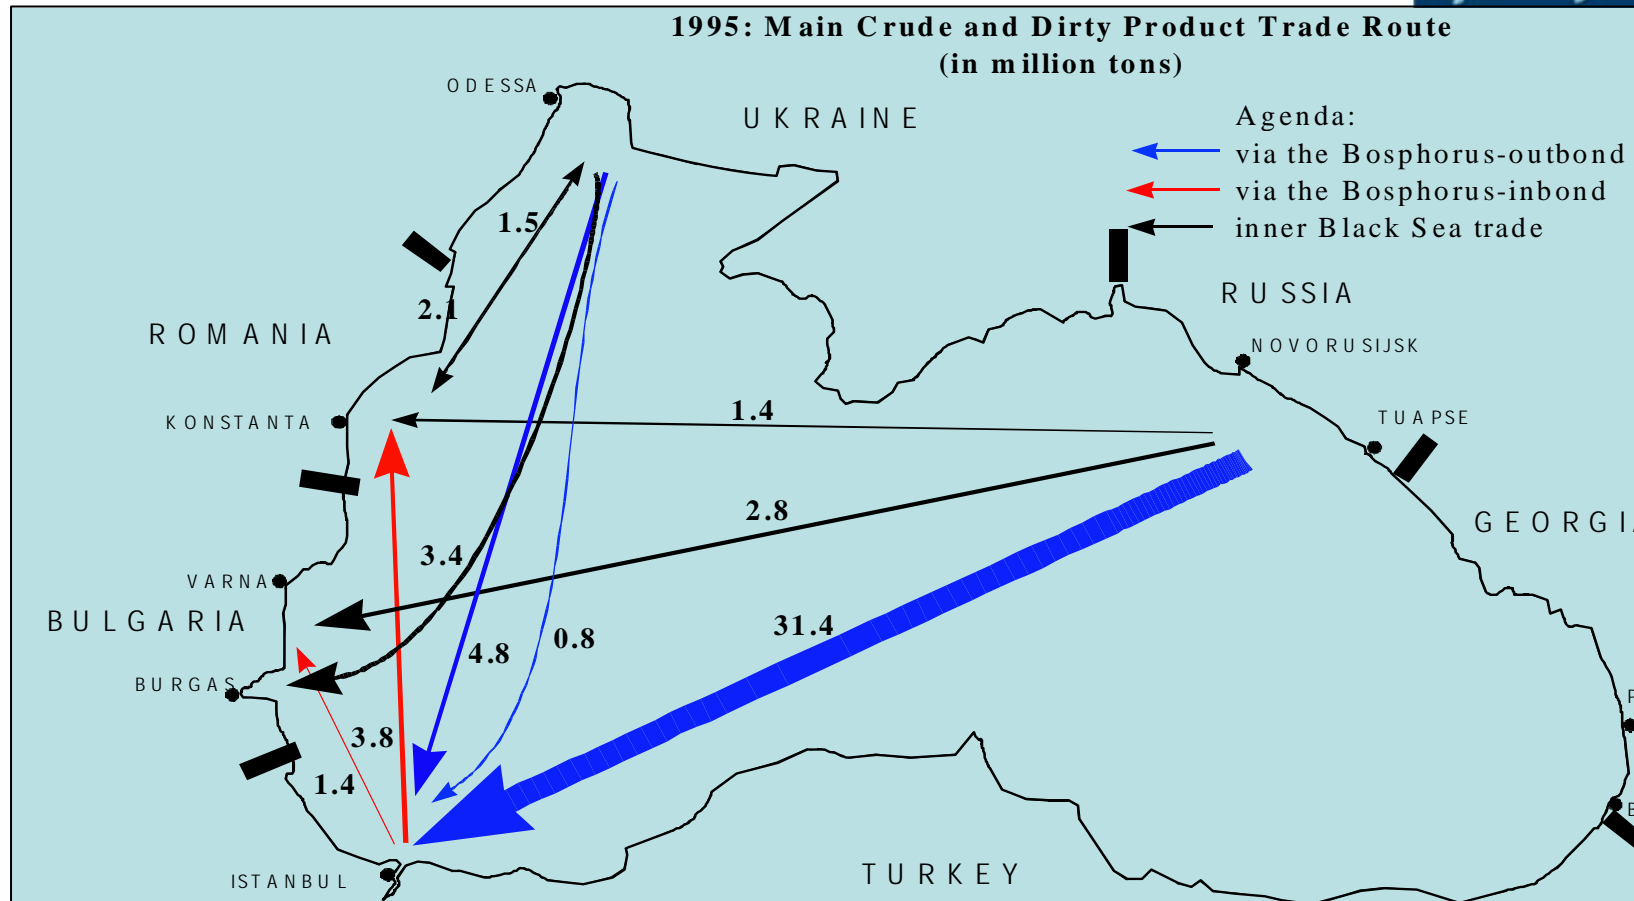 1995: Main Crude and Dirty Product Trade Route
(in million tons)
ODESSA
UKRAINE
Agenda:
via the Bosphorus-outbond
via the Bosphorus-inbond
inner Black Sea trade
1.5
2.1
ROMANIA
RUSSIA
NOVORUSIJSK
KONSTANTA
1.4
TUAPSE
2.8
GEORGIA
3.4
VARNA
BULGARIA
4.8
0.8
31.4
BURGAS
3.8
1.4
ISTANBUL
TURKEY